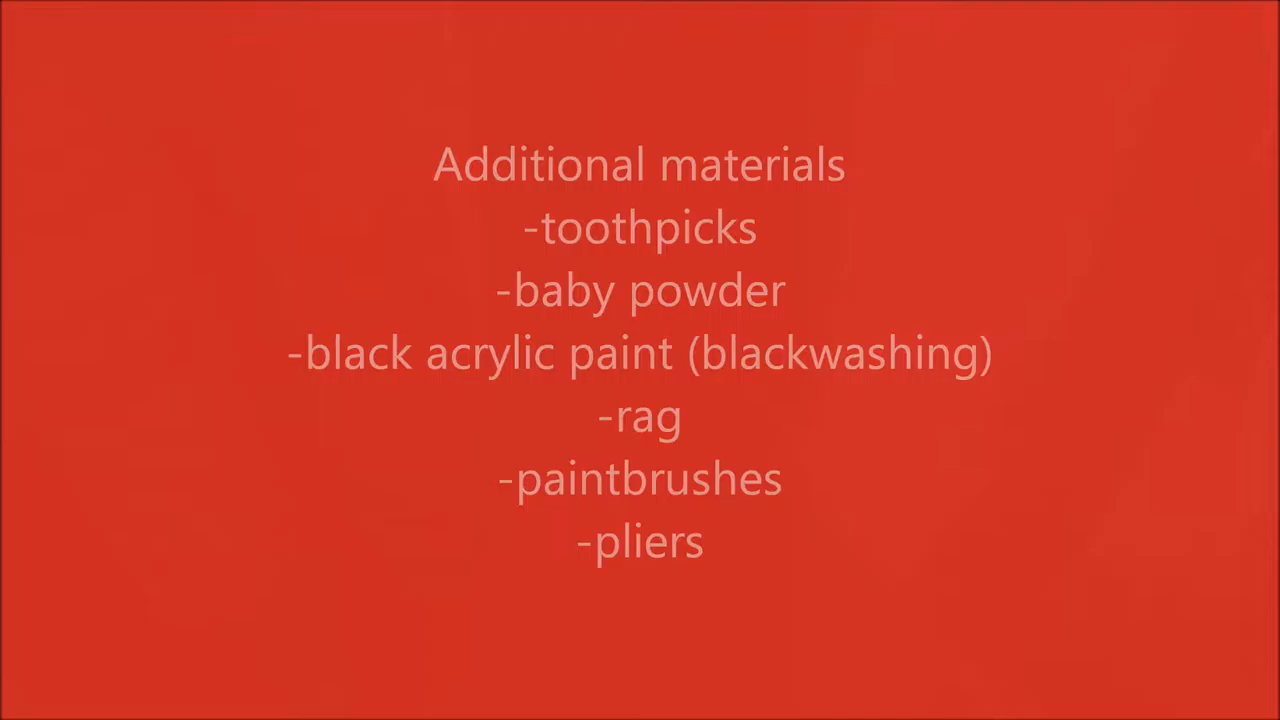 Additional materials
-toothpicks
-baby powder
-black acrylic paint (blackwashing)
-rag
-paintbrushes
-pliers